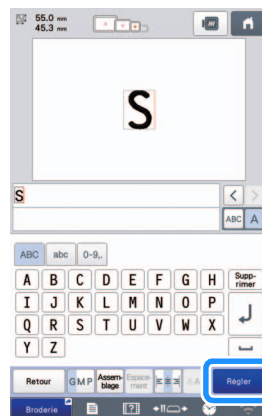 55.0 mm
45.3 mm
S
S
ABC A
ABC abc 0-9,.
A B C D E F G H Supp-
rimer
I J K L M N O P
Q R S T U V W X
Y Z
Retour GMP Assem-
blage Espace-
ment A Régler
Broderie